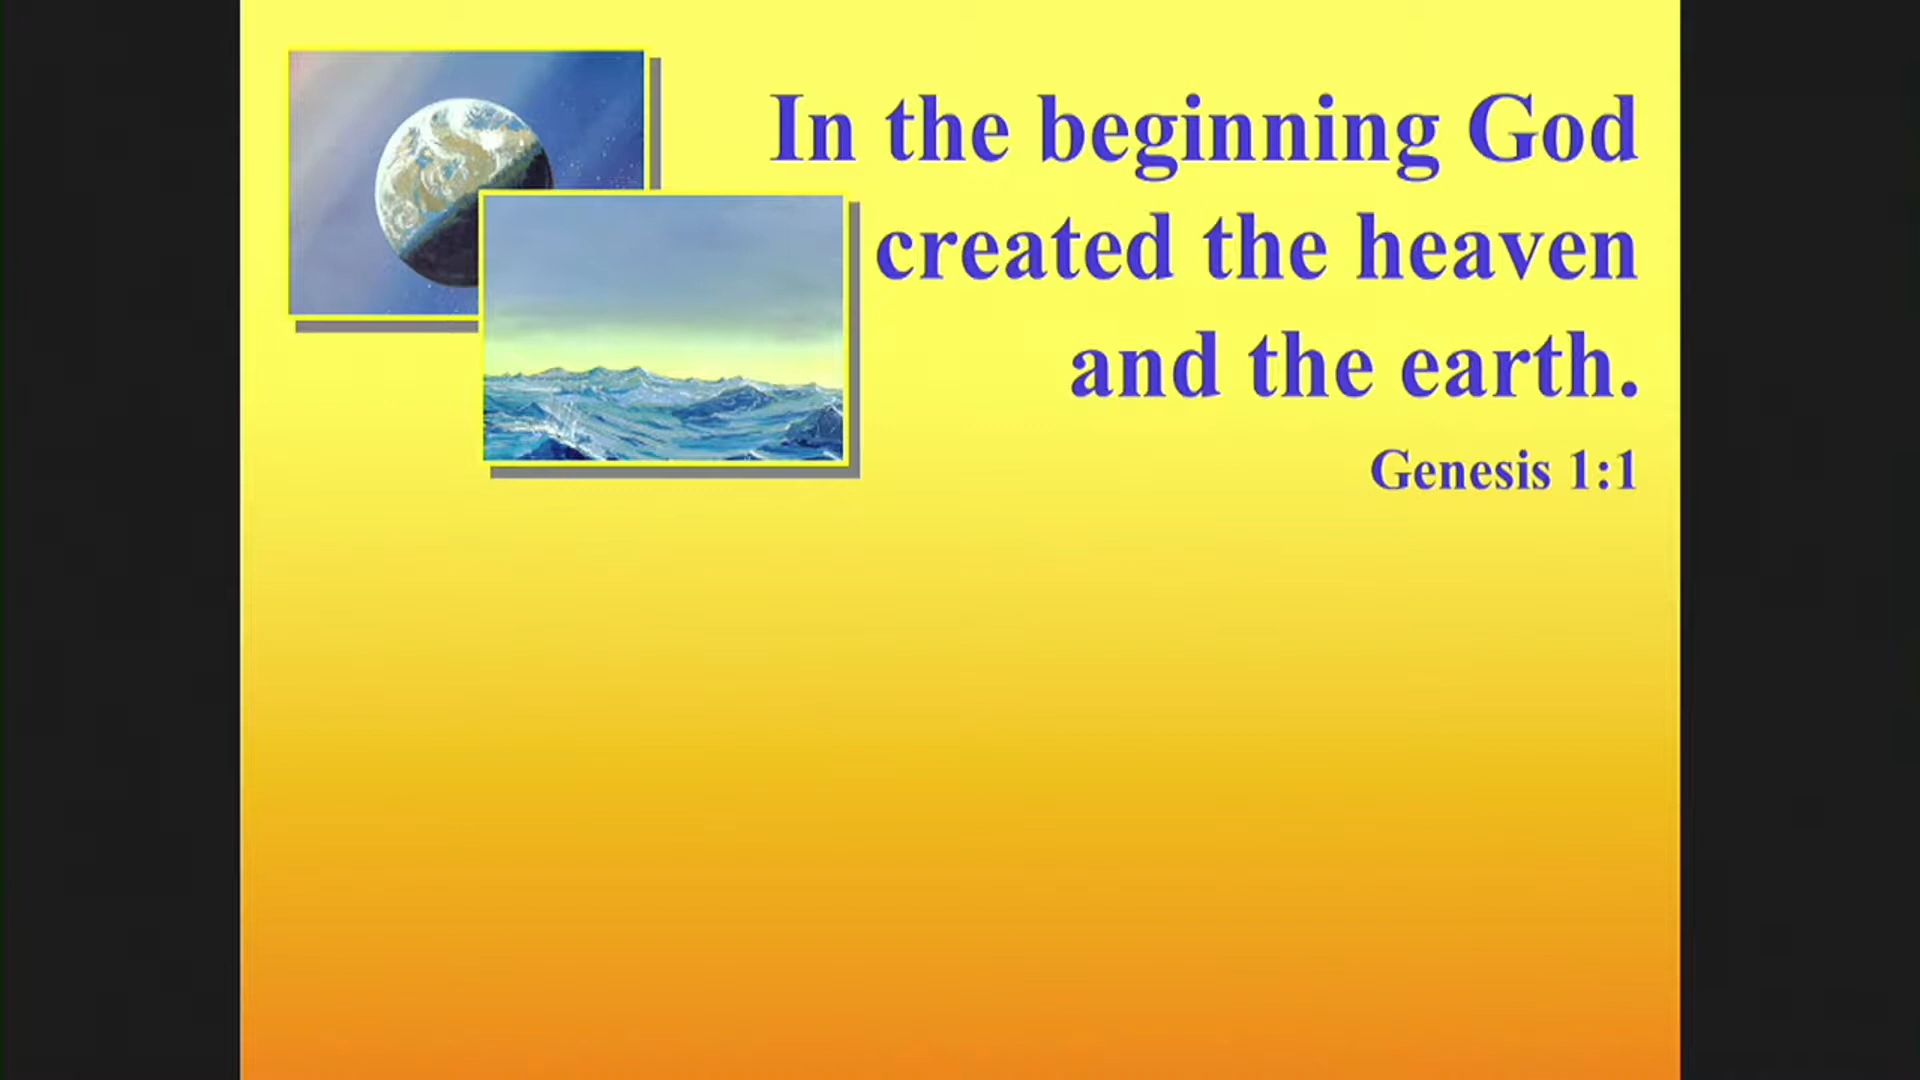 In the beginning God
created the heaven
and the earth.
Genesis 1:1